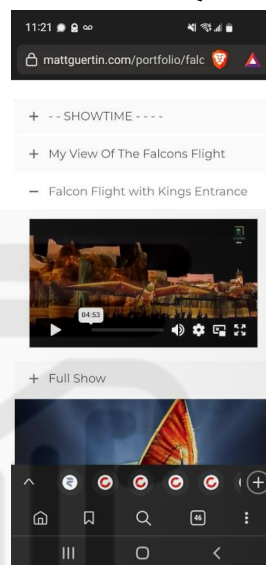 11:21
mattguertin.com/portfolio/falc
+ - - SHOWTIME - - - -
+ My View Of The Falcons Flight
− Falcon Flight with Kings Entrance
04:53
+ Full Show
46